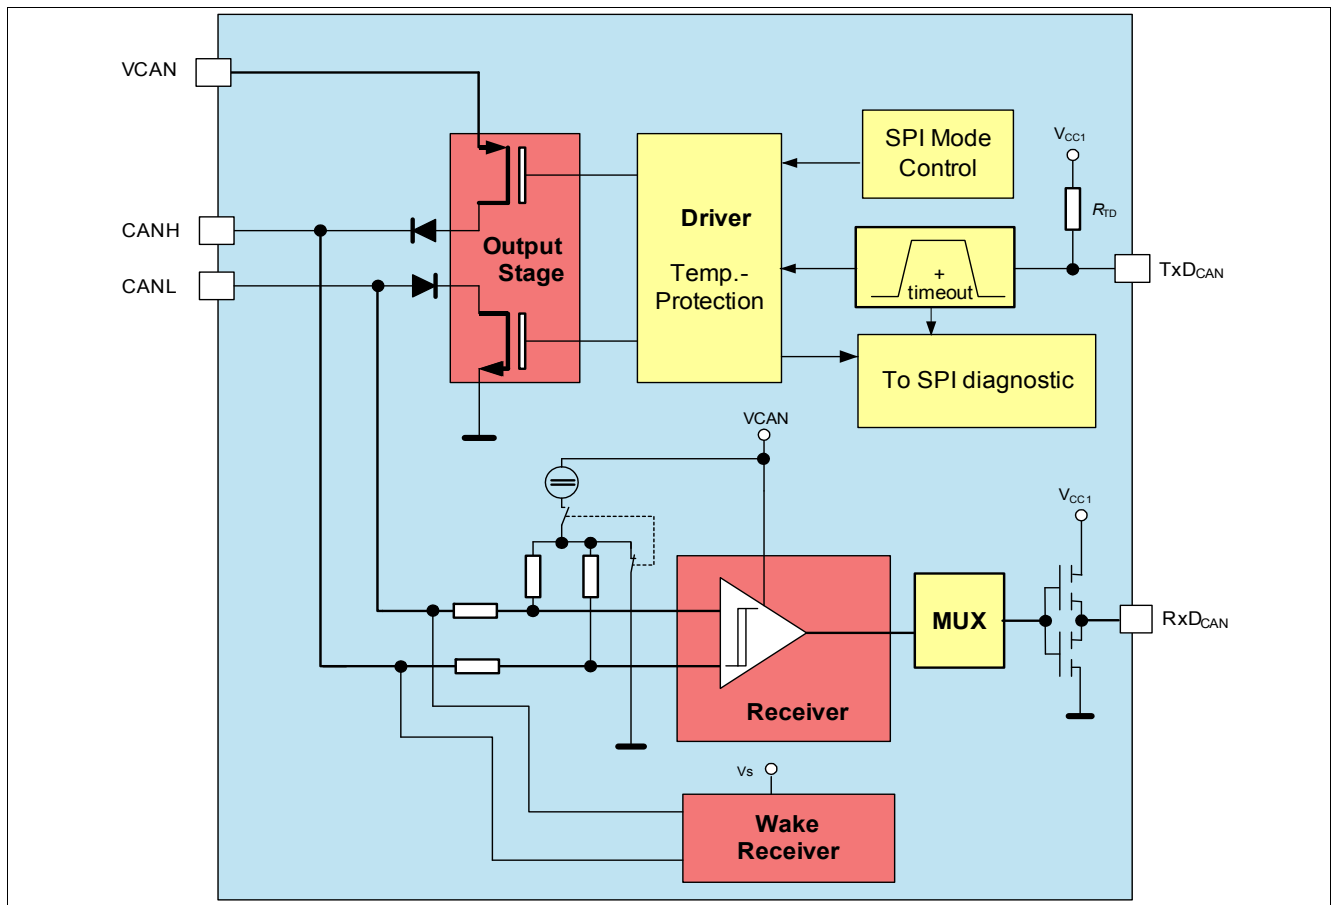 VCAN
SPI Mode
Control
VCC1
RTD
CANH
Driver
Output
Stage
TxDCAN
CANL
Temp.-
Protection
+
timeout
To SPI diagnostic
VCAN
VCC1
MUX
RxDCAN
Receiver
Vs
Wake
Receiver